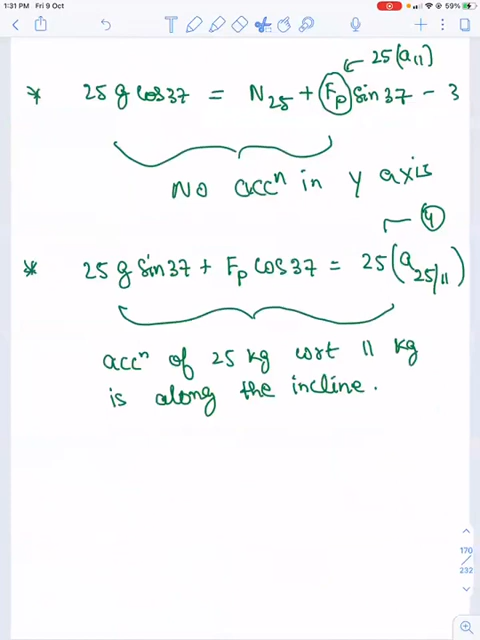 1:31 PM Fri 9 Oct 59%
25(a11)
* 25 g cos37 = N25 + Fp sin37 - 3
No accn in y axis
4
* 25 g sin37 + Fp cos37 = 25(a25/11)
accn of 25 kg wrt 11 kg
is along the incline.
170
232